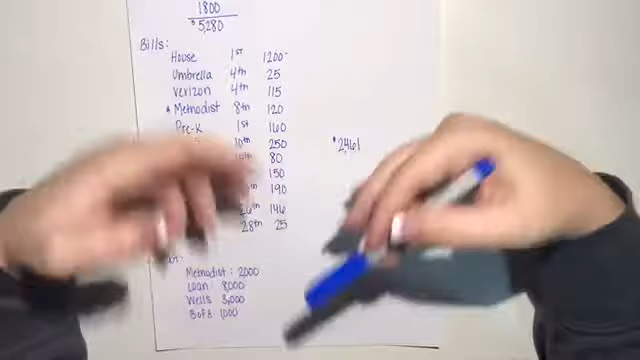 1800
$5,280
Bills:
House 1st 1200-
Umbrella 4th 25
Verizon 4th 115
* Methodist 8th 120
Pre-K 1st 160
10th 250
80
150
190
26th 146
28th 25
$2461
Methodist: 2000
Loan: 8000
Wells 3,000
BofA 1000